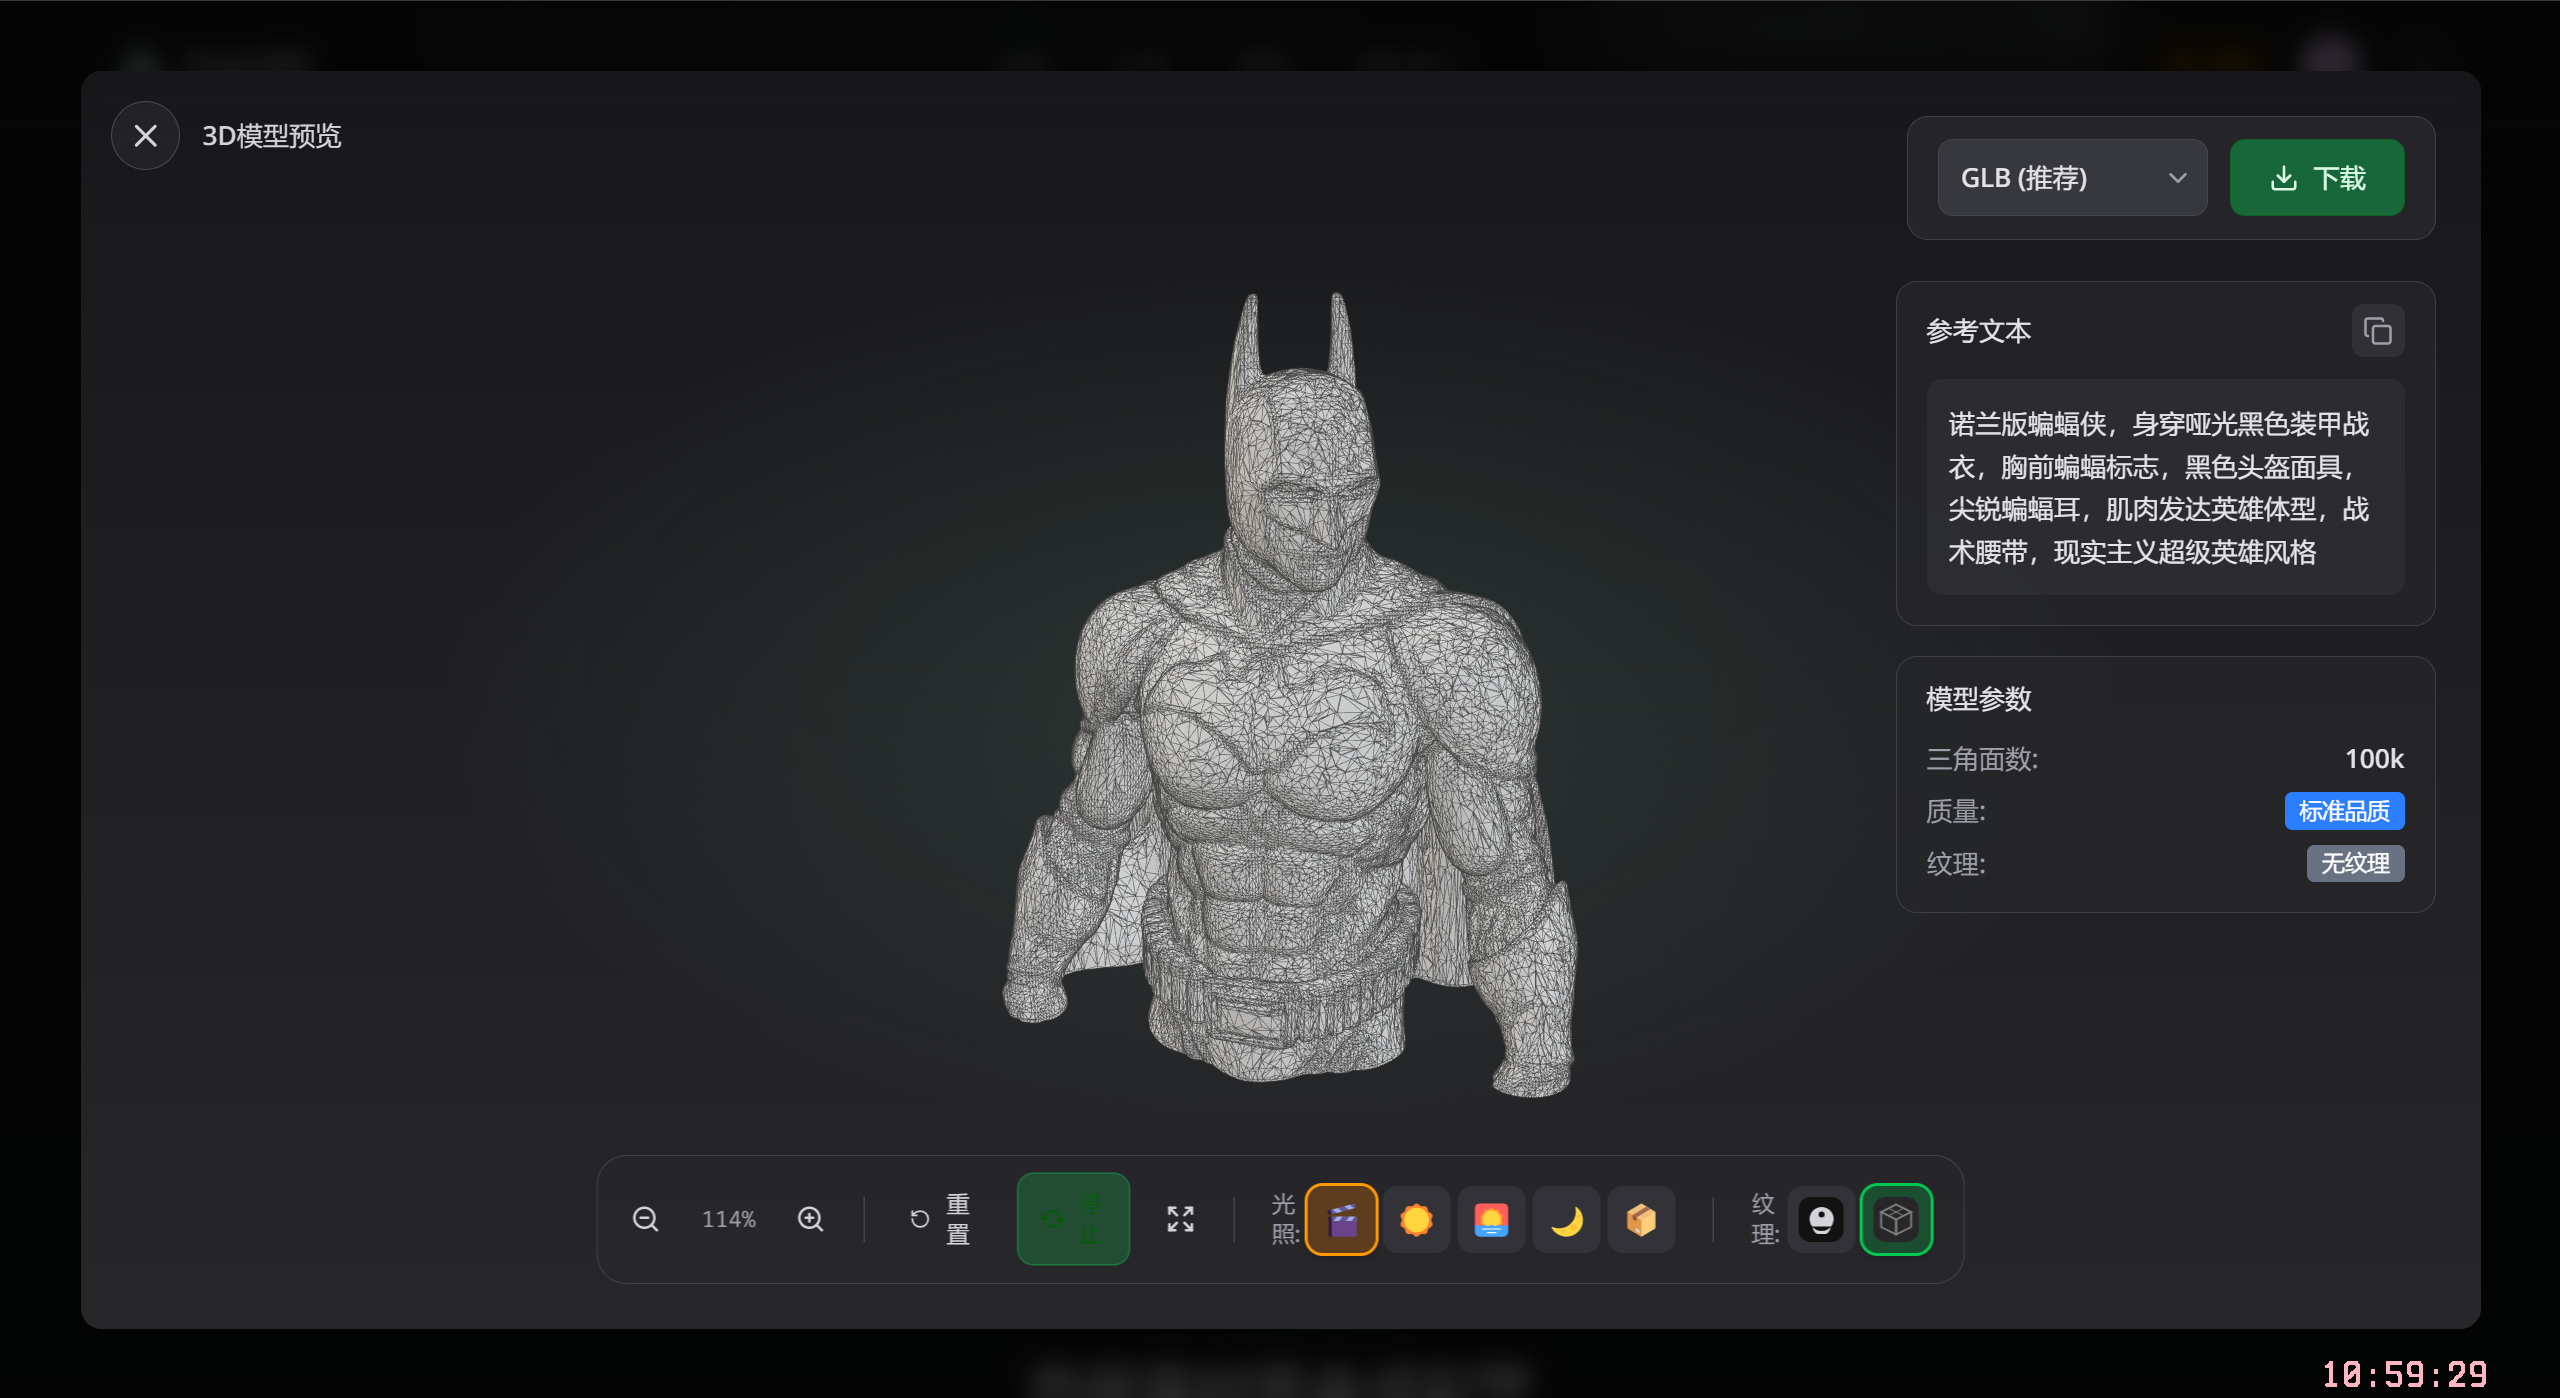 3D模型预览
GLB (推荐)
下载
参考文本
诺兰版蝙蝠侠，身穿哑光黑色装甲战
衣，胸前蝙蝠标志，黑色头盔面具，
尖锐蝙蝠耳，肌肉发达英雄体型，战
术腰带，现实主义超级英雄风格
模型参数
三角面数:
100k
质量:
标准品质
纹理:
无纹理
114%
重
置
停
止
光
照:
纹
理:
10:59:29